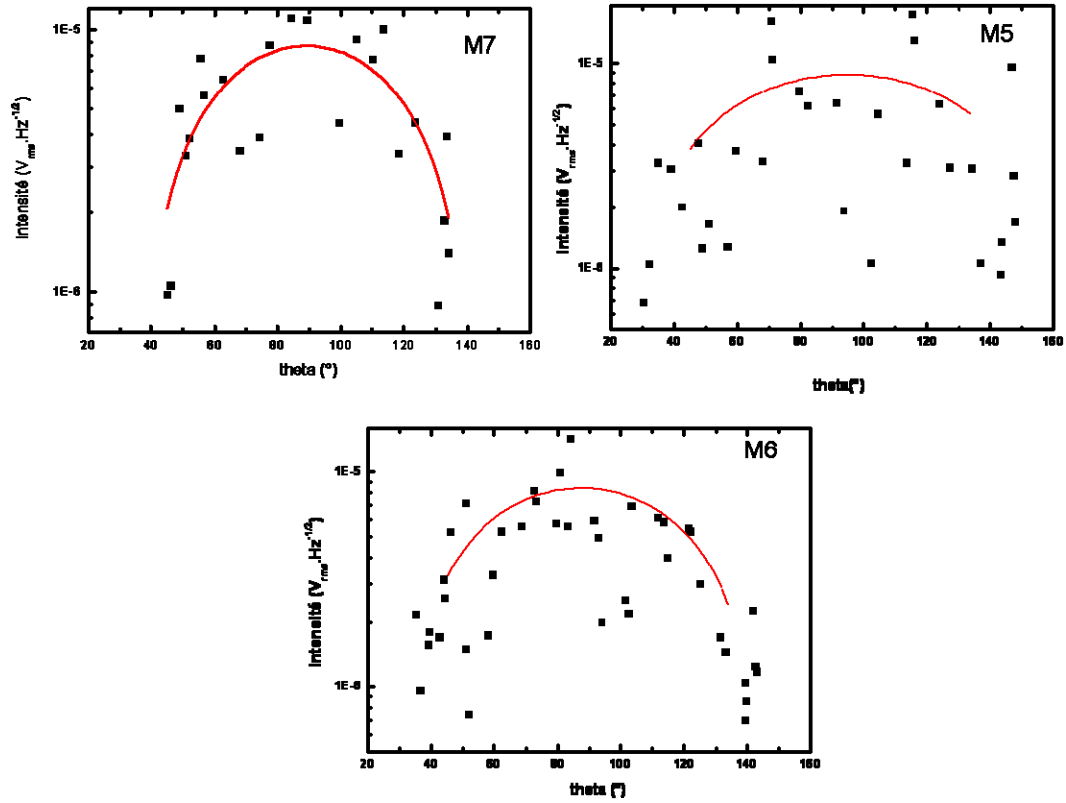 M7
Intensité (Vrms.Hz-1/2)
1E-5
1E-6
20 40 60 80 100 120 140 160
theta (°)
M5
Intensité (Vrms.Hz-1/2)
1E-5
1E-6
20 40 60 80 100 120 140 160
theta(°)
M6
Intensité (Vrms.Hz-1/2)
1E-5
1E-6
20 40 60 80 100 120 140 160
theta (°)